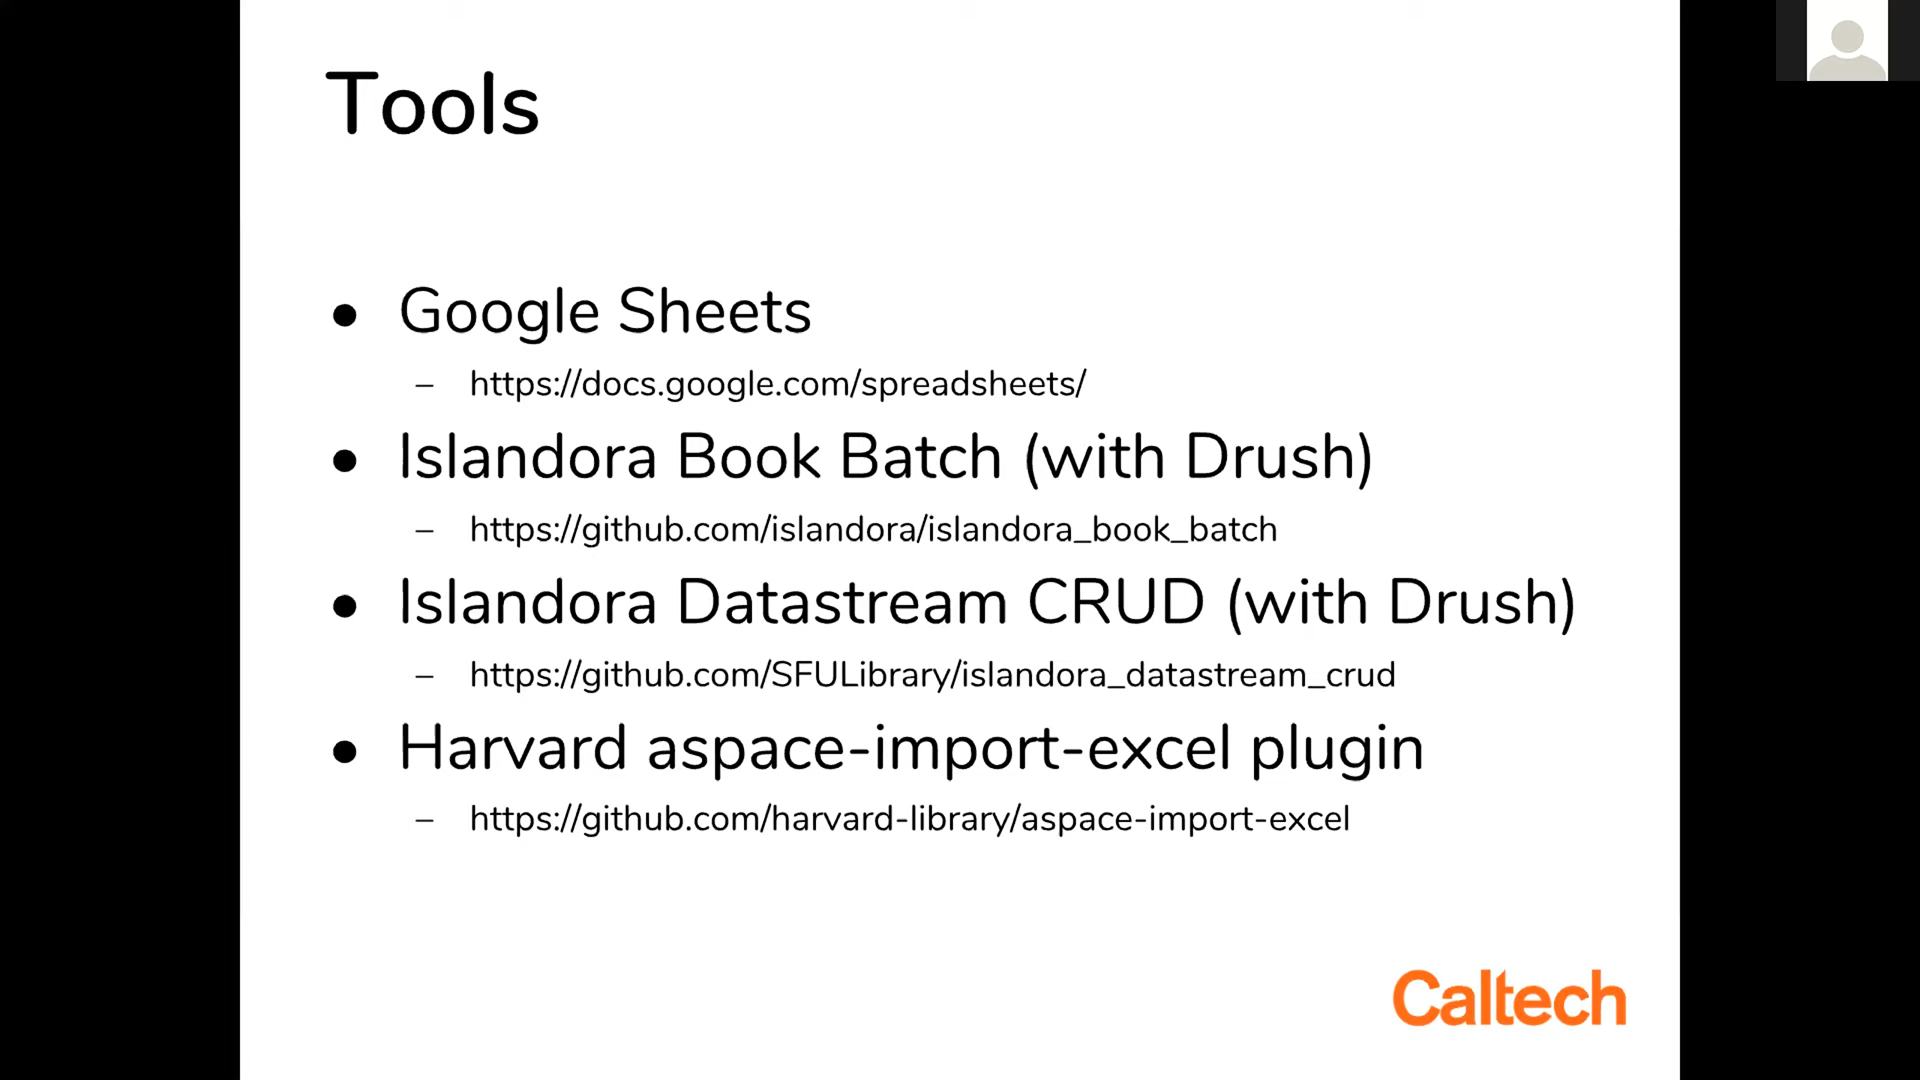 Tools
● Google Sheets
– https://docs.google.com/spreadsheets/
● Islandora Book Batch (with Drush)
– https://github.com/islandora/islandora_book_batch
● Islandora Datastream CRUD (with Drush)
– https://github.com/SFULibrary/islandora_datastream_crud
● Harvard aspace-import-excel plugin
– https://github.com/harvard-library/aspace-import-excel
Caltech